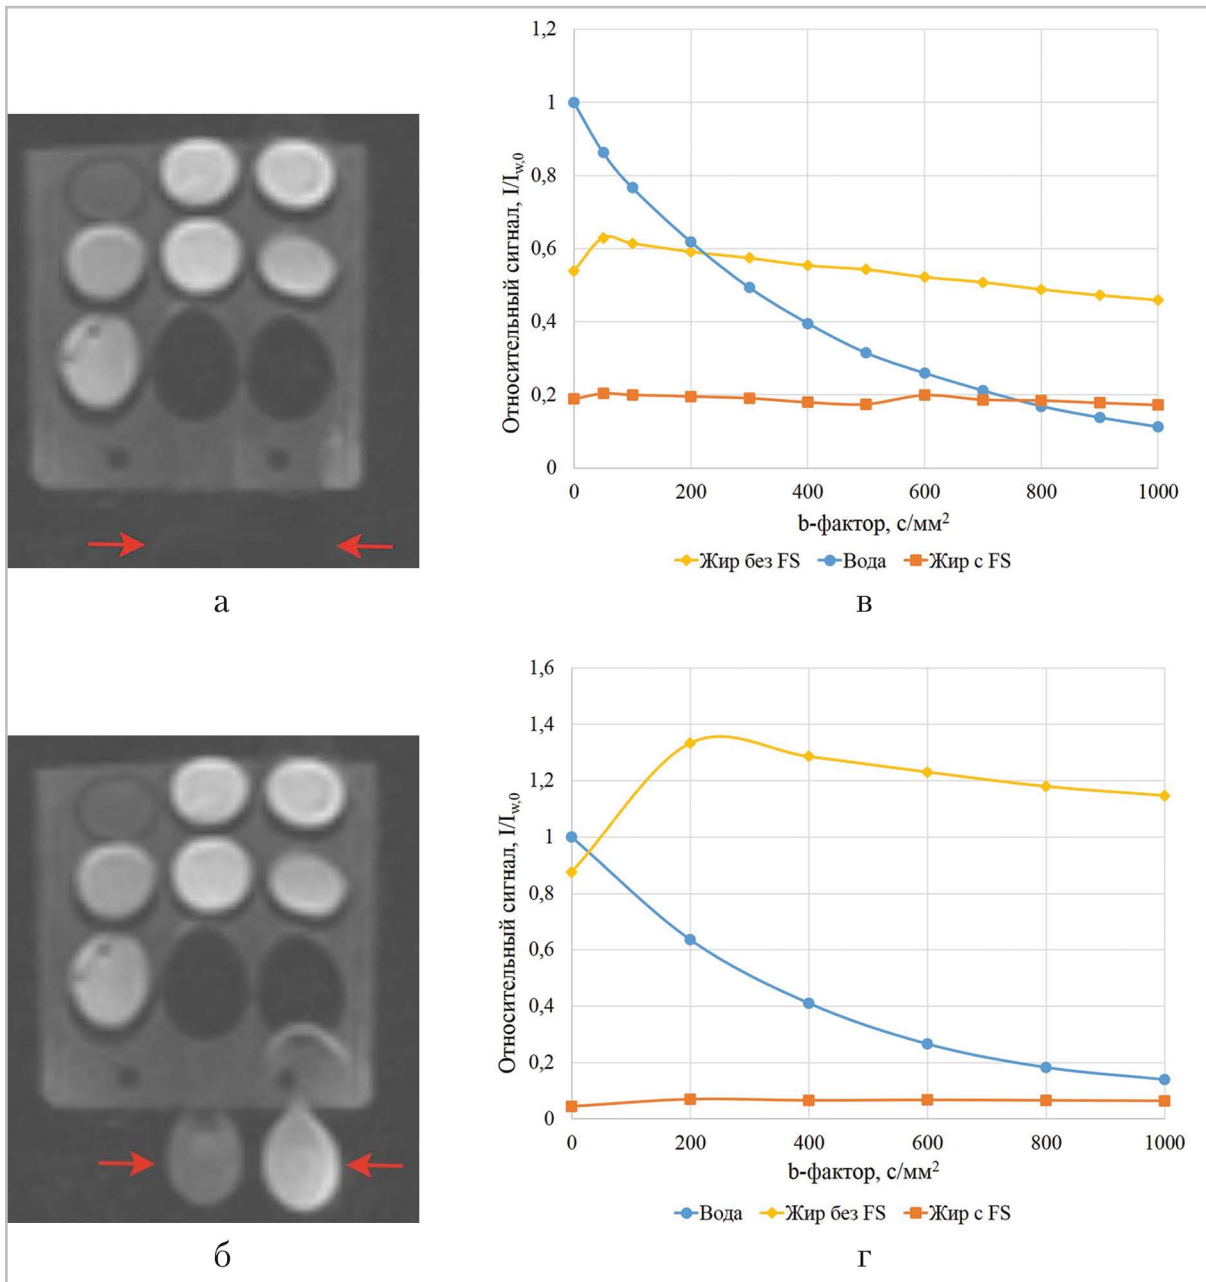 1,2
1
0,8
0,6
0,4
0,2
0
Относительный сигнал, I/I_w,0
0 200 400 600 800 1000
b-фактор, с/мм²
Жир без FS Вода Жир с FS
а
в
1,6
1,4
1,2
1
0,8
0,6
0,4
0,2
0
Относительный сигнал, I/I_w,0
0 200 400 600 800 1000
b-фактор, с/мм²
Вода Жир без FS Жир с FS
б
г